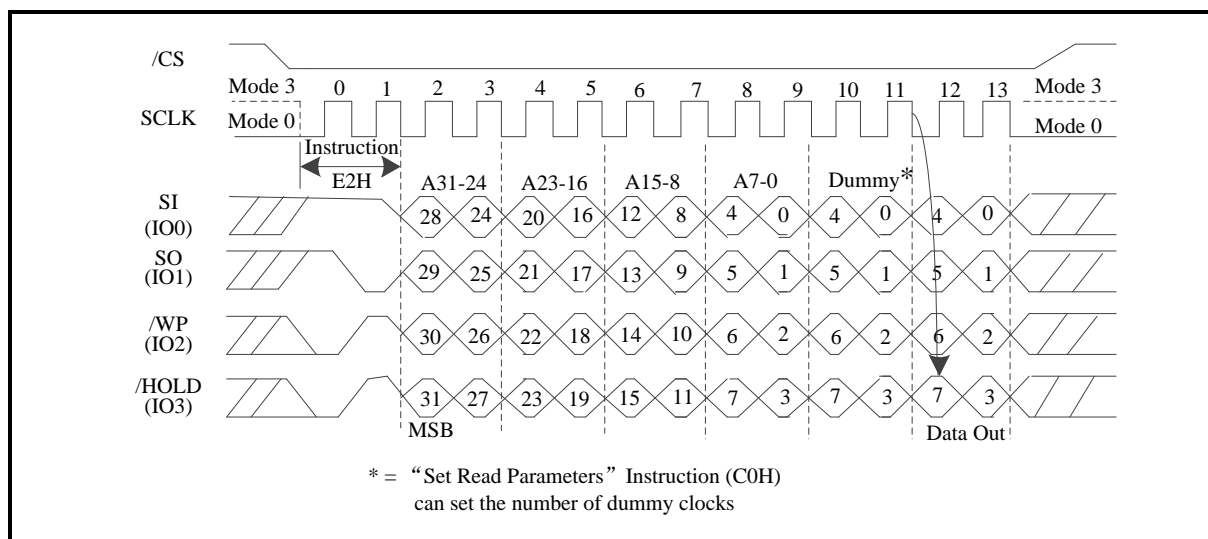 /CS
Mode 3 0 1 2 3 4 5 6 7 8 9 10 11 12 13 Mode 3
SCLK
Mode 0 Mode 0
Instruction
E2H A31-24 A23-16 A15-8 A7-0 Dummy*
SI
(IO0)
28 24 20 16 12 8 4 0 4 0 4 0
SO
(IO1)
29 25 21 17 13 9 5 1 5 1 5 1
/WP
(IO2)
30 26 22 18 14 10 6 2 6 2 6 2
/HOLD
(IO3)
31 27 23 19 15 11 7 3 7 3 7 3
MSB Data Out
* = “Set Read Parameters” Instruction (C0H)
can set the number of dummy clocks